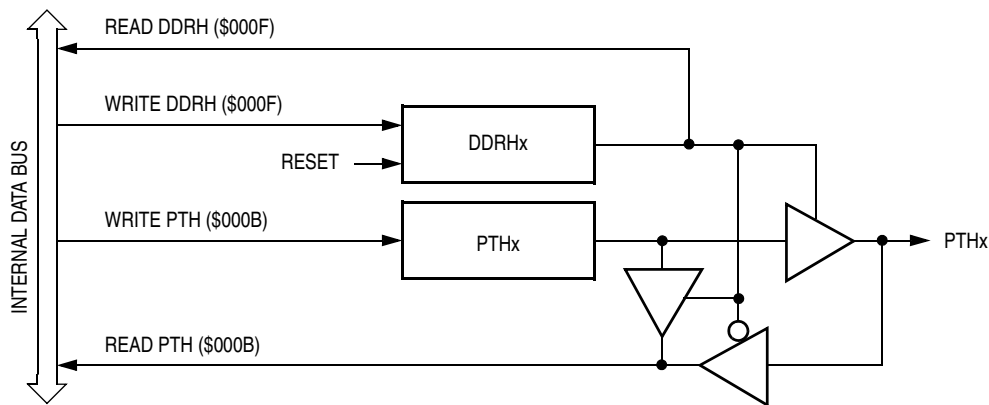 READ DDRH ($000F)
WRITE DDRH ($000F)
DDRHx
RESET
WRITE PTH ($000B)
PTHx
PTHx
READ PTH ($000B)
INTERNAL DATA BUS